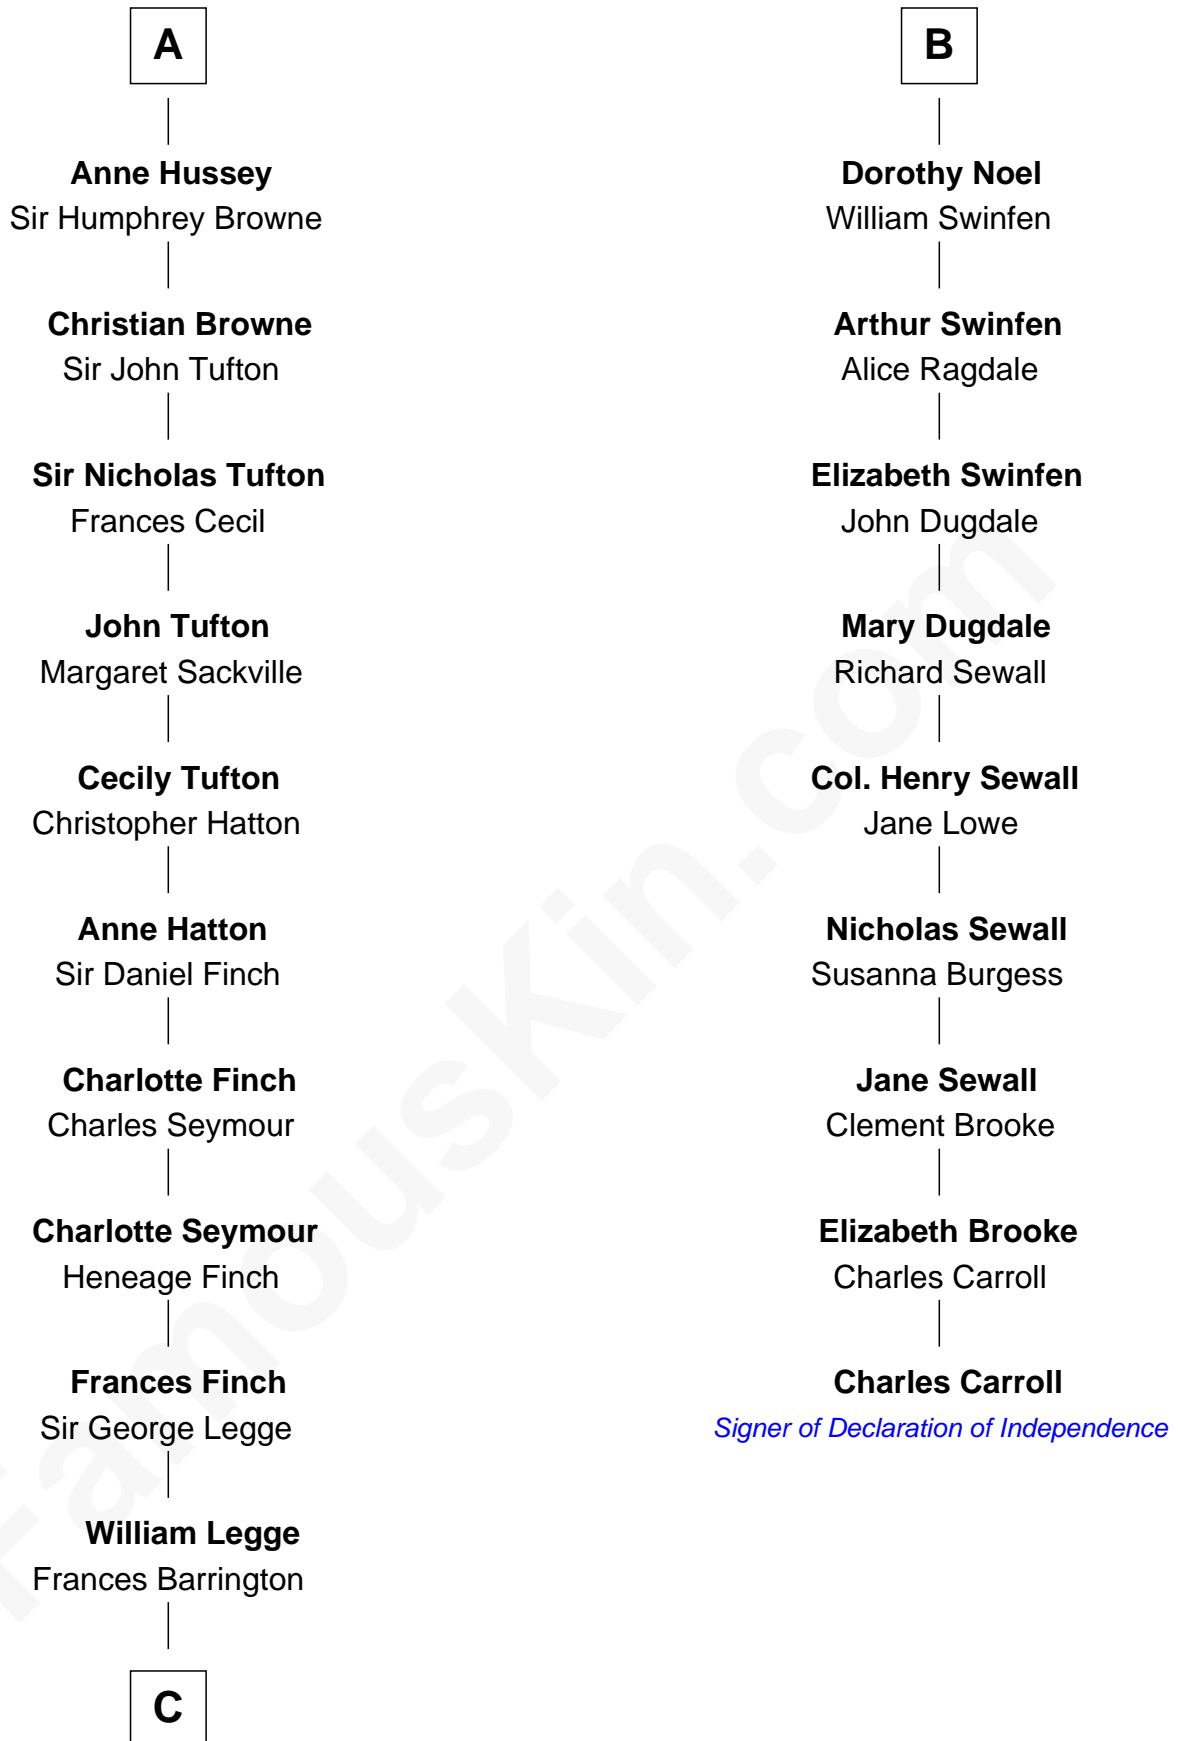 A
Anne Hussey
Sir Humphrey Browne
Christian Browne
Sir John Tufton
Sir Nicholas Tufton
Frances Cecil
John Tufton
Margaret Sackville
Cecily Tufton
Christopher Hatton
Anne Hatton
Sir Daniel Finch
Charlotte Finch
Charles Seymour
Charlotte Seymour
Heneage Finch
Frances Finch
Sir George Legge
William Legge
Frances Barrington
C
B
Dorothy Noel
William Swinfen
Arthur Swinfen
Alice Ragdale
Elizabeth Swinfen
John Dugdale
Mary Dugdale
Richard Sewall
Col. Henry Sewall
Jane Lowe
Nicholas Sewall
Susanna Burgess
Jane Sewall
Clement Brooke
Elizabeth Brooke
Charles Carroll
Charles Carroll
Signer of Declaration of Independence
FamousKin.com